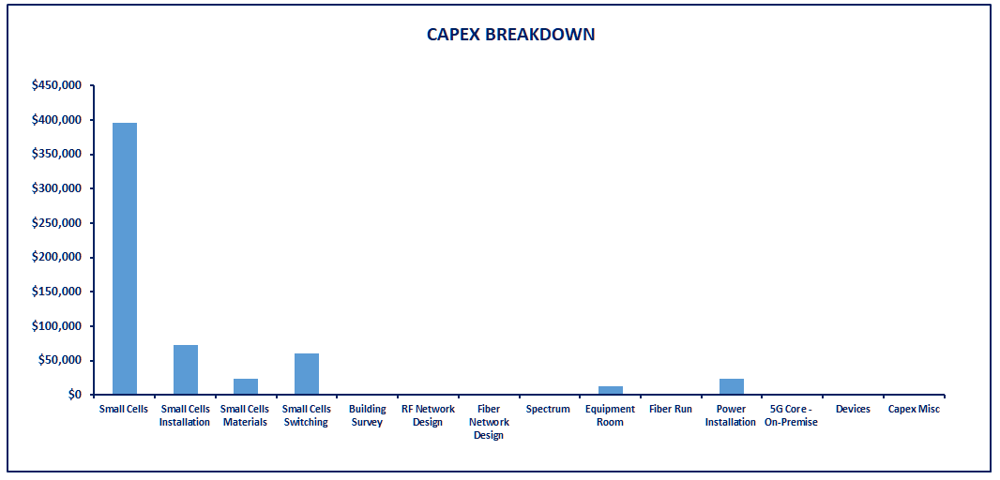 CAPEX BREAKDOWN
$450,000
$400,000
$350,000
$300,000
$250,000
$200,000
$150,000
$100,000
$50,000
$0
Small Cells
Small Cells
Installation
Small Cells
Materials
Small Cells
Switching
Building
Survey
RF Network
Design
Fiber
Network
Design
Spectrum
Equipment
Room
Fiber Run
Power
Installation
5G Core -
On-Premise
Devices
Capex Misc